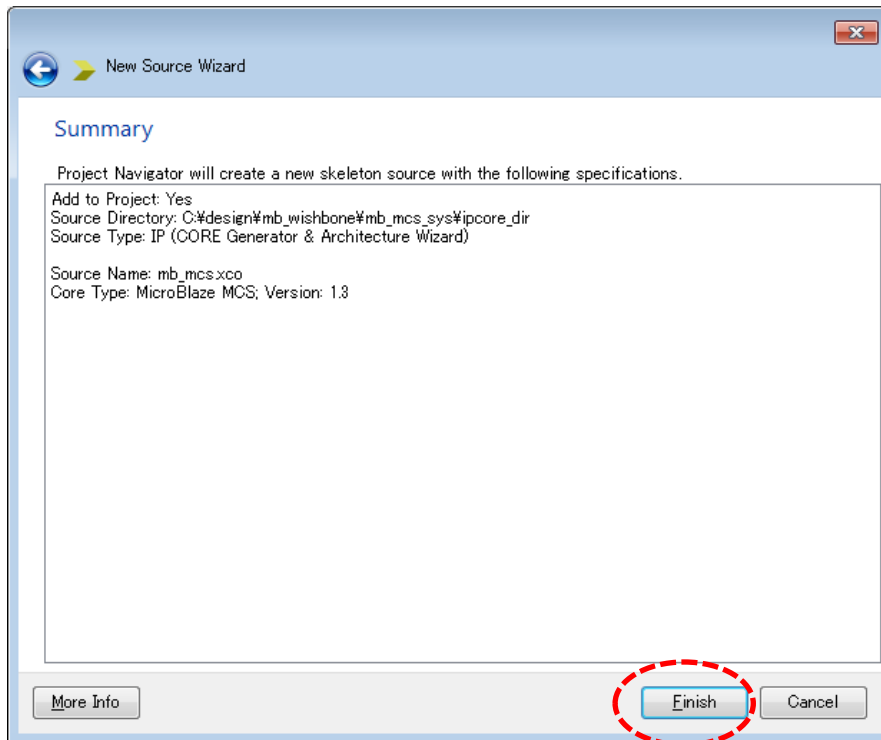 New Source Wizard
Summary
Project Navigator will create a new skeleton source with the following specifications.
Add to Project: Yes
Source Directory: C:¥design¥mb_wishbone¥mb_mcs_sys¥ipcore_dir
Source Type: IP (CORE Generator & Architecture Wizard)
Source Name: mb_mcs.xco
Core Type: MicroBlaze MCS; Version: 1.3
More Info
Finish
Cancel